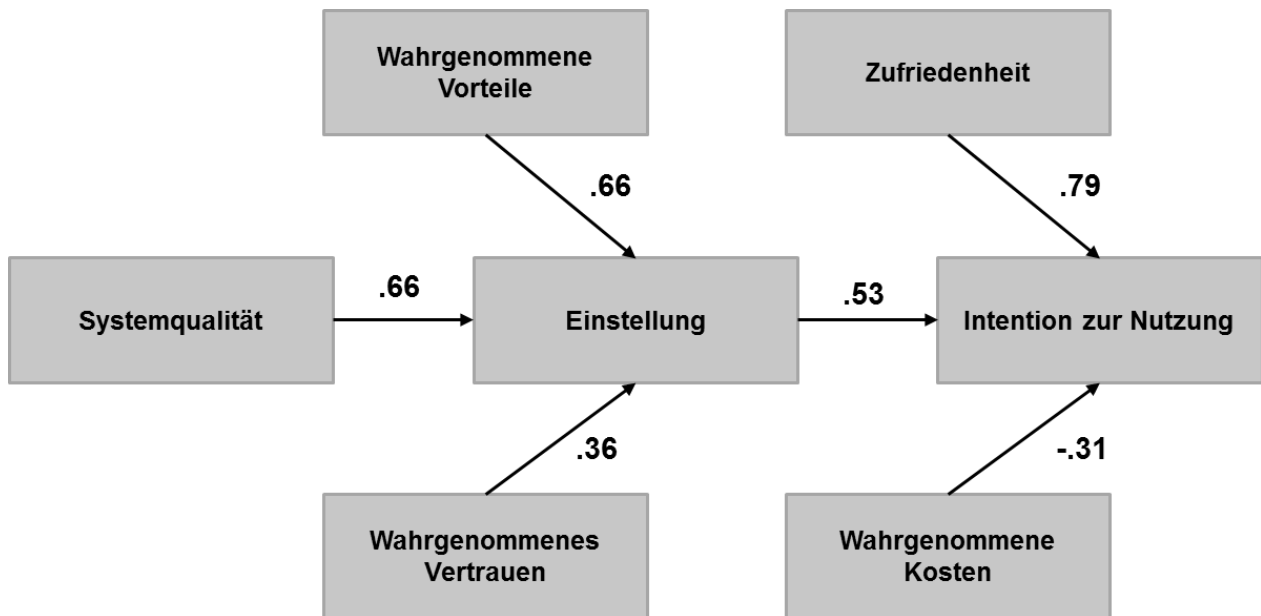 Wahrgenommene
Vorteile
Zufriedenheit
.66
.79
Systemqualität
.66
Einstellung
.53
Intention zur Nutzung
.36
-.31
Wahrgenommenes
Vertrauen
Wahrgenommene
Kosten